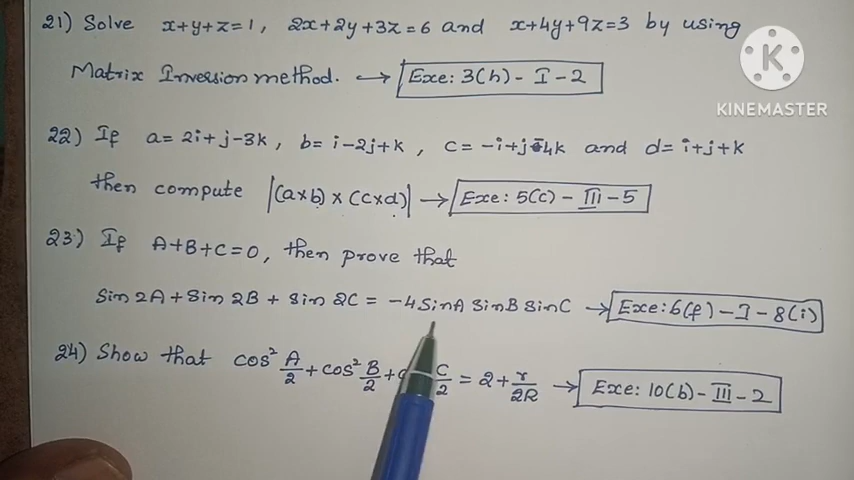 21) Solve x+y+z=1, 2x+2y+3z=6 and x+4y+9z=3 by using
Matrix Inversion method. → Exe: 3(h) - I - 2
22) If a=2i+j-3k, b=i-2j+k, c=-i+j-4k and d=i+j+k
then compute |(a×b)×(c×d)| → Exe: 5(c) - III - 5
23) If A+B+C=0, then prove that
Sin 2A + Sin 2B + Sin 2C = -4 SinA SinB SinC → Exe: 6(f) - I - 8(i)
24) Show that cos² A/2 + cos² B/2 + C/2 = 2 + r/2R → Exe: 10(b) - III - 2
KINEMASTER